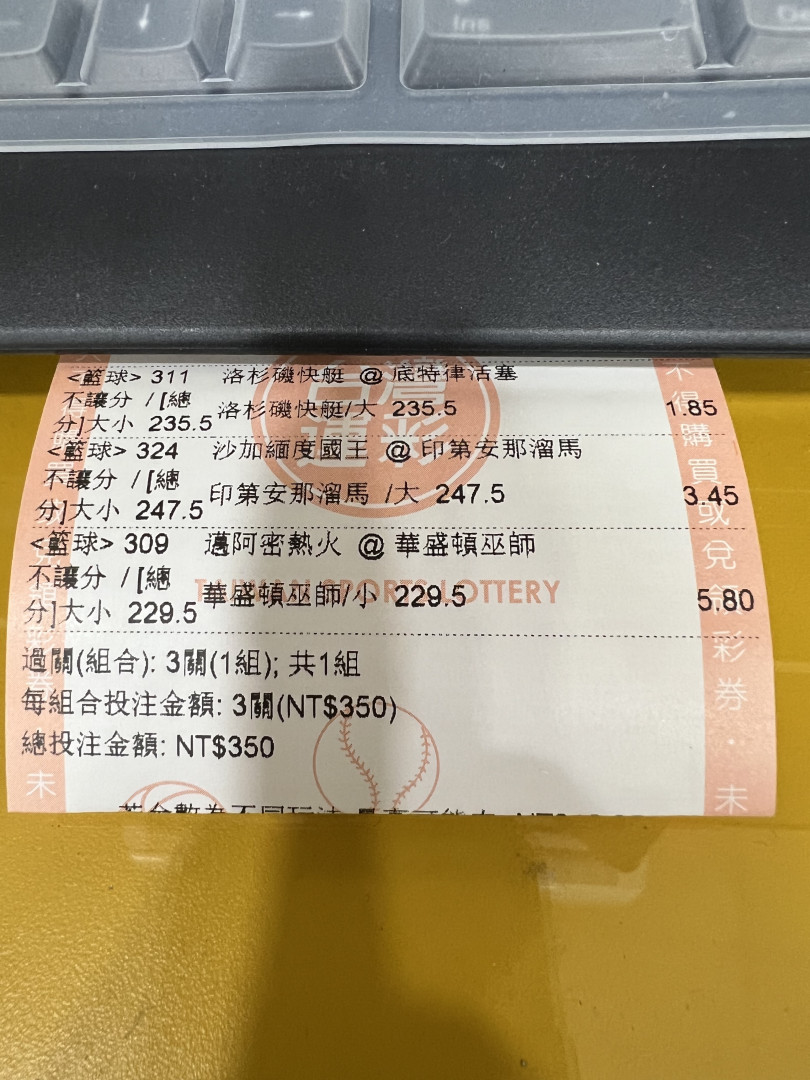 Ins
<籃球> 311 洛杉磯快艇 @ 底特律活塞
不讓分 / [總
分]大小 235.5 洛杉磯快艇/大 235.5 1.85
<籃球> 324 沙加緬度國王 @ 印第安那溜馬
不讓分 / [總
分]大小 247.5 印第安那溜馬 /大 247.5 3.45
<籃球> 309 邁阿密熱火 @ 華盛頓巫師
不讓分 / [總
分]大小 229.5 華盛頓巫師/小 229.5 5.80
TAIWAN SPORTS LOTTERY
過關(組合): 3關(1組); 共1組
每組合投注金額: 3關(NT$350)
總投注金額: NT$350
台灣
運彩
不得購買或兌領彩券．未
未